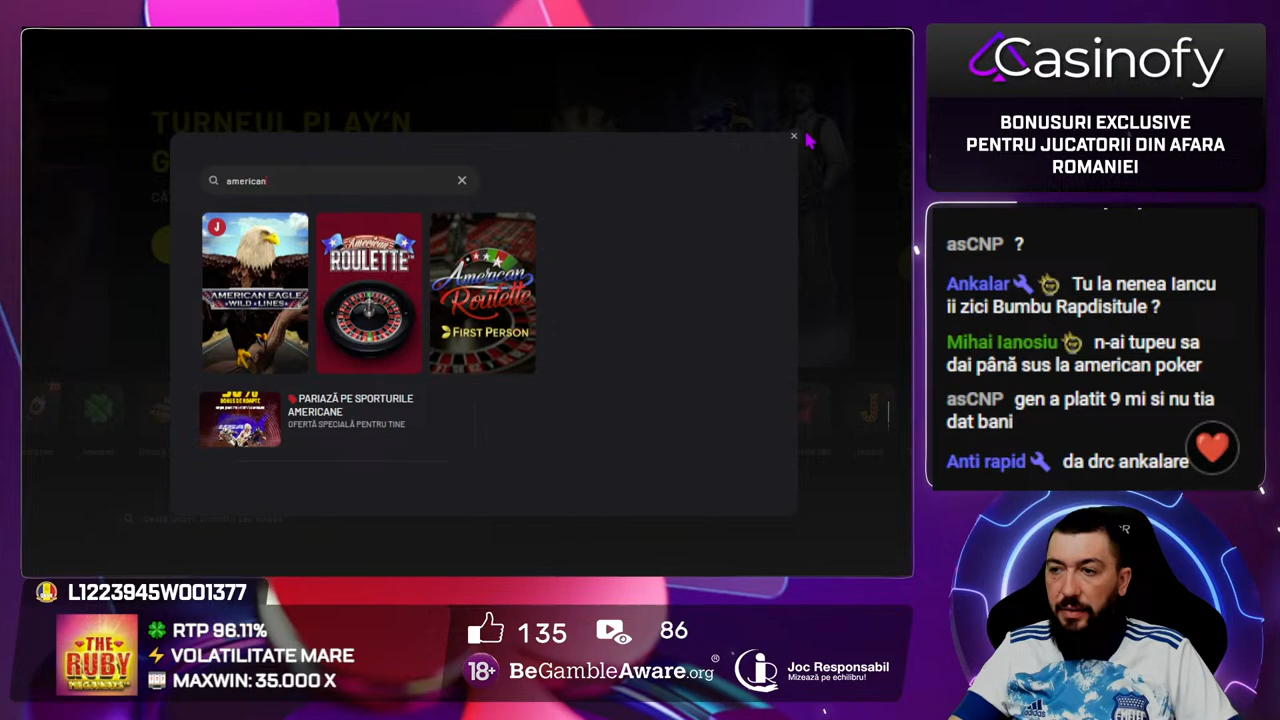 TURNEUL PLAY'N
american
J
AMERICAN EAGLE
WILD LINES
American
ROULETTE
American
Roulette
FIRST PERSON
PARIAZĂ PE SPORTURILE
AMERICANE
OFERTĂ SPECIALĂ PENTRU TINE
Casinofy
BONUSURI EXCLUSIVE
PENTRU JUCATORII DIN AFARA
ROMANIEI
asCNP ?
Ankalar Tu la nenea Iancu
ii zici Bumbu Rapdisitule ?
Mihai Ianosiu n-ai tupeu sa
dai până sus la american poker
asCNP gen a platit 9 mi si nu tia
dat bani
Anti rapid da drc ankalare
L1223945W001377
THE
RUBY
RTP 96.11%
VOLATILITATE MARE
MAXWIN: 35.000 X
135
86
18+ BeGambleAware.org®
Joc Responsabil
Mizează pe echilibru!